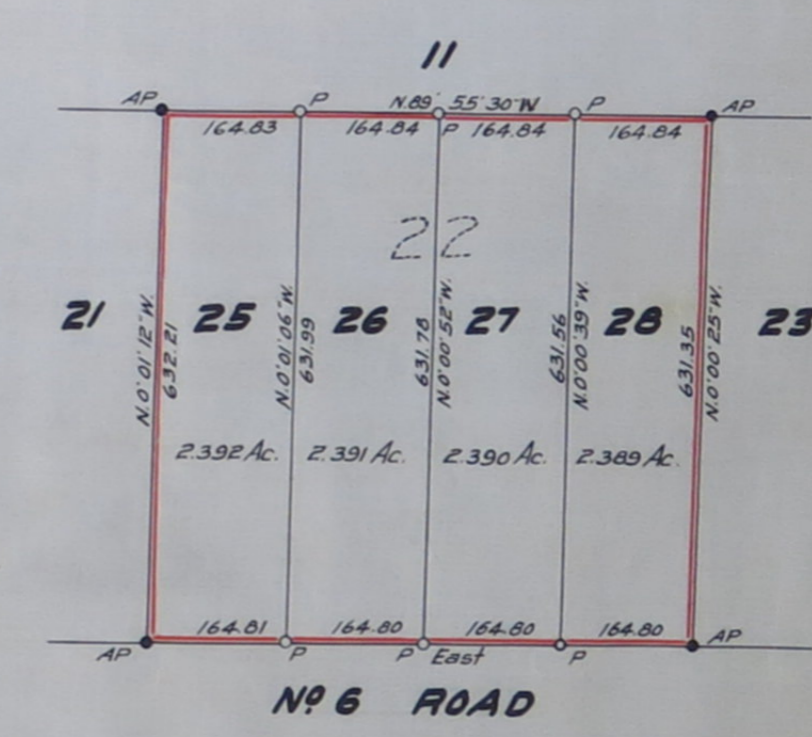 11
AP P N.89° 55' 30" W P AP
164.83 164.84 P 164.84 164.84
22
21 25 26 27 28 23
N.0°01'12"W.
632.21
N.0°01'06"W.
631.99
631.78
N.0°00'52"W.
631.56
N.0°00'39"W.
631.35
N.0°00'25"W.
2.392 Ac. 2.391 Ac. 2.390 Ac. 2.389 Ac.
164.81 164.80 164.80 164.80
AP P P East P AP
Nº 6 ROAD